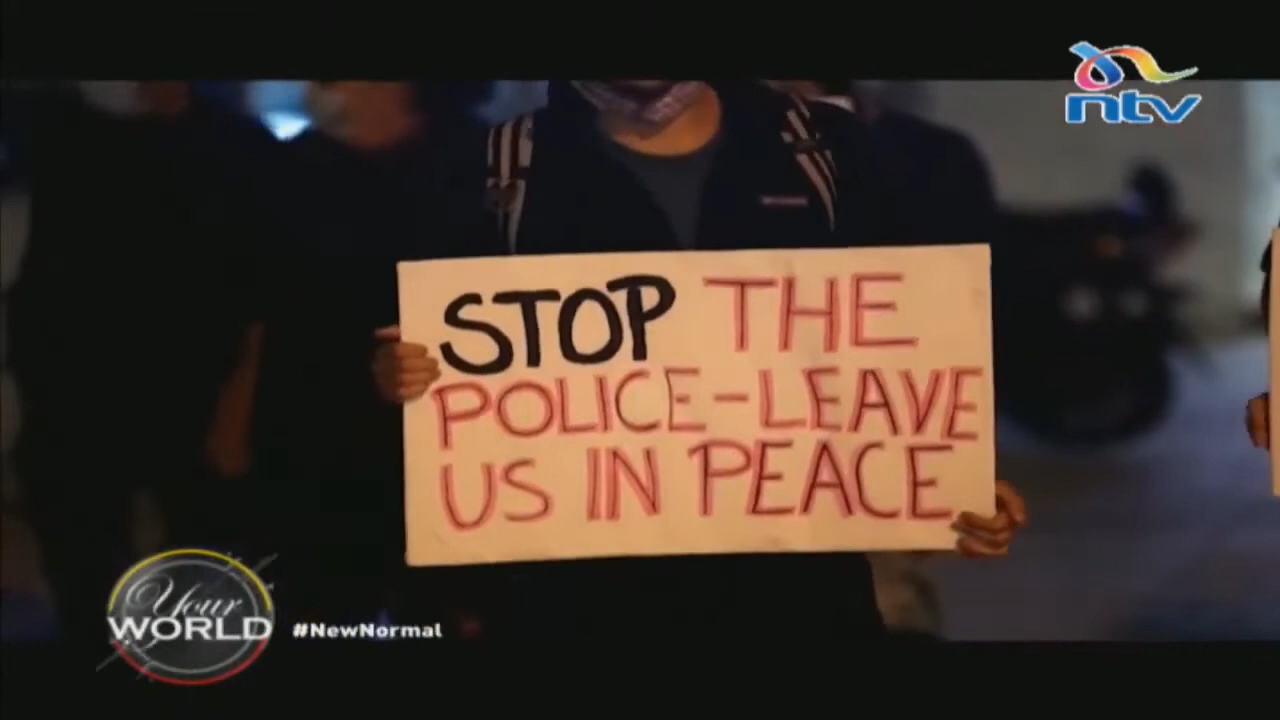 ntv
STOP THE
POLICE-LEAVE
US IN PEACE
Your
WORLD
#NewNormal